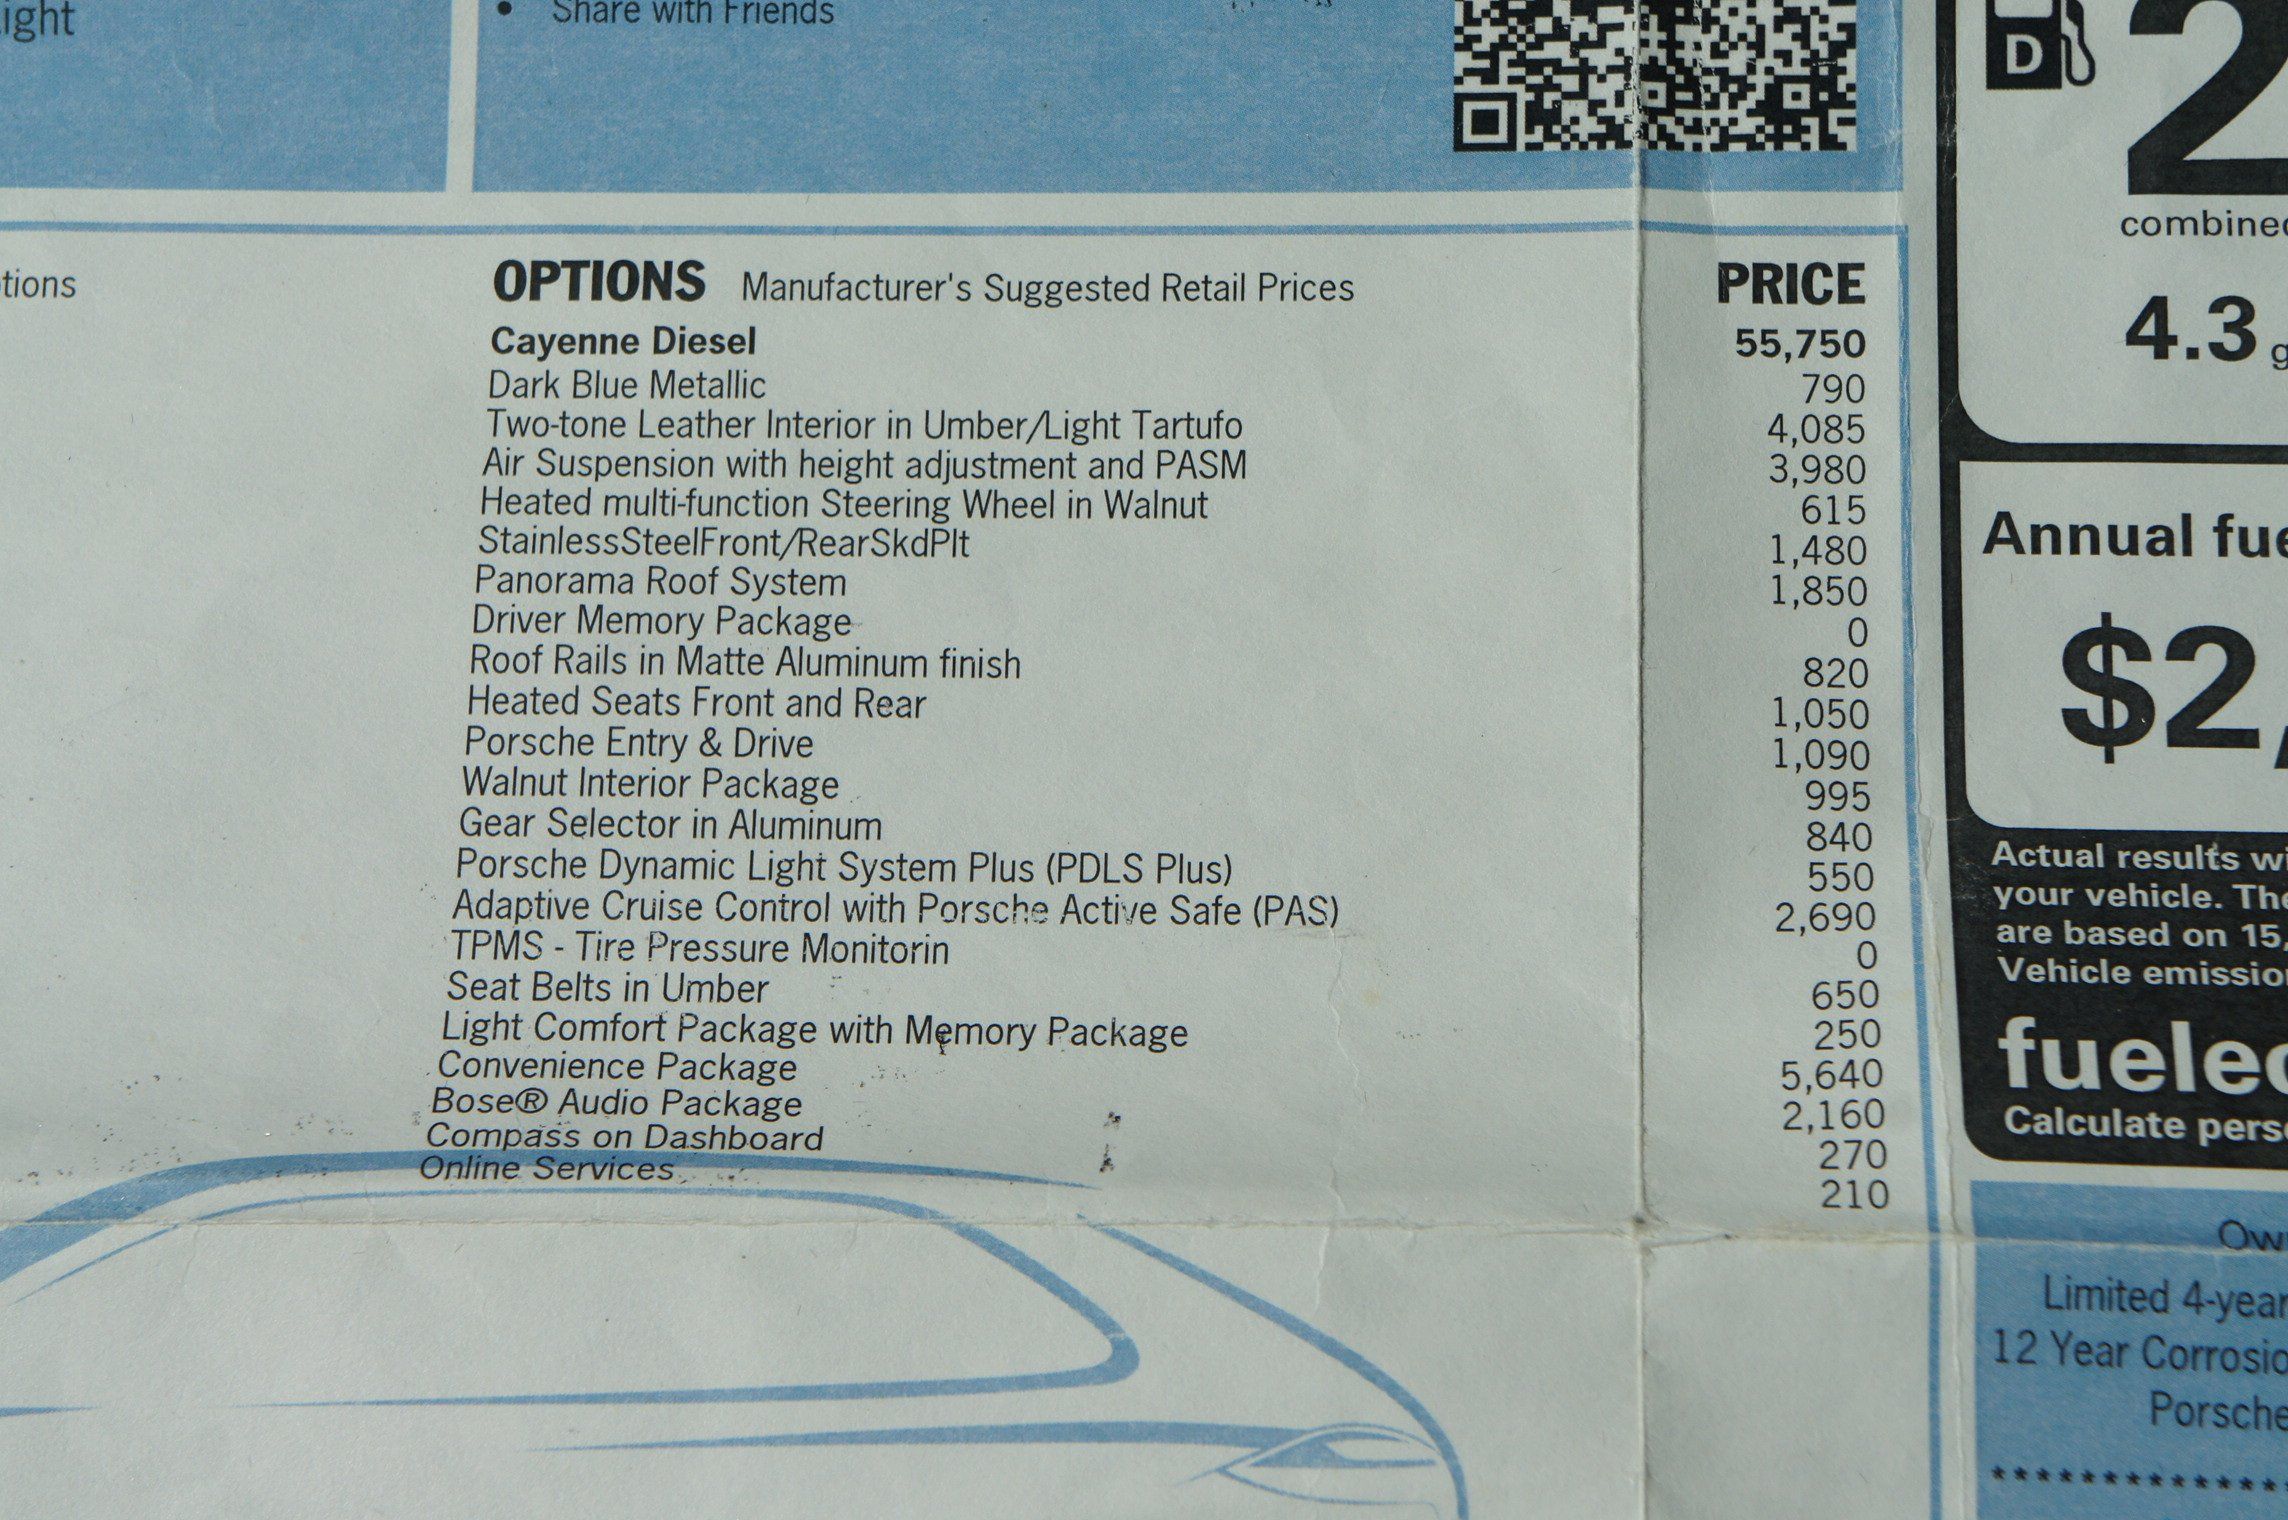 ight
• Share with Friends
D
2
combined
4.3 g
tions
OPTIONS Manufacturer's Suggested Retail Prices PRICE
Cayenne Diesel 55,750
Dark Blue Metallic 790
Two-tone Leather Interior in Umber/Light Tartufo 4,085
Air Suspension with height adjustment and PASM 3,980
Heated multi-function Steering Wheel in Walnut 615
StainlessSteelFront/RearSkdPlt 1,480
Panorama Roof System 1,850
Driver Memory Package 0
Roof Rails in Matte Aluminum finish 820
Heated Seats Front and Rear 1,050
Porsche Entry & Drive 1,090
Walnut Interior Package 995
Gear Selector in Aluminum 840
Porsche Dynamic Light System Plus (PDLS Plus) 550
Adaptive Cruise Control with Porsche Active Safe (PAS) 2,690
TPMS - Tire Pressure Monitorin 0
Seat Belts in Umber 650
Light Comfort Package with Memory Package 250
Convenience Package 5,640
Bose® Audio Package 2,160
Compass on Dashboard 270
Online Services 210
Annual fue
$2,
Actual results wi
your vehicle. The
are based on 15,
Vehicle emission
fuelec
Calculate perso
Own
Limited 4-year
12 Year Corrosio
Porsche
**************